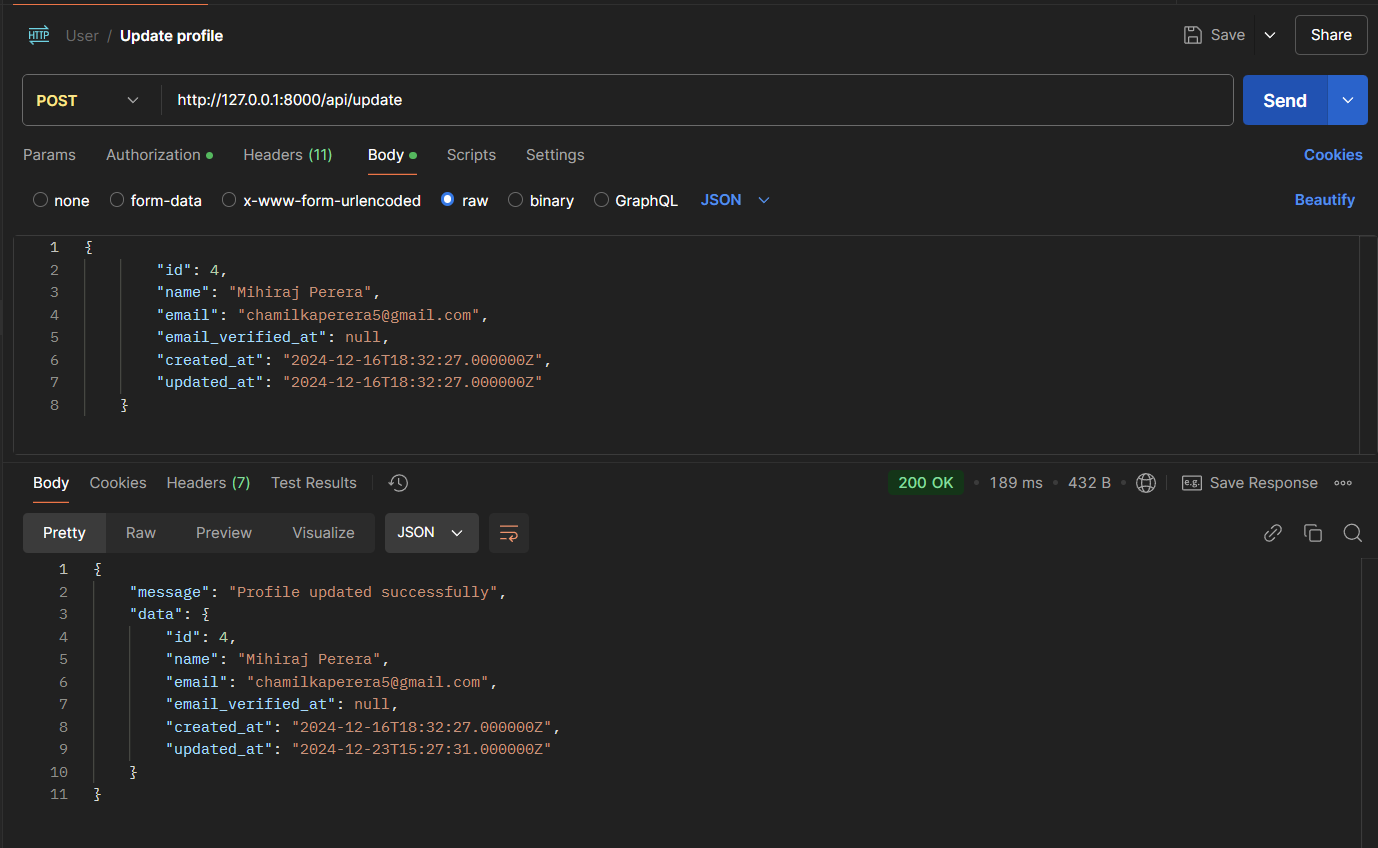 HTTP User / Update profile Save Share
POST http://127.0.0.1:8000/api/update Send
Params Authorization Headers (11) Body Scripts Settings Cookies
none form-data x-www-form-urlencoded raw binary GraphQL JSON Beautify
1 {
2 "id": 4,
3 "name": "Mihiraj Perera",
4 "email": "chamilkaperera5@gmail.com",
5 "email_verified_at": null,
6 "created_at": "2024-12-16T18:32:27.000000Z",
7 "updated_at": "2024-12-16T18:32:27.000000Z"
8 }
Body Cookies Headers (7) Test Results 200 OK • 189 ms • 432 B • e.g. Save Response
Pretty Raw Preview Visualize JSON
1 {
2 "message": "Profile updated successfully",
3 "data": {
4 "id": 4,
5 "name": "Mihiraj Perera",
6 "email": "chamilkaperera5@gmail.com",
7 "email_verified_at": null,
8 "created_at": "2024-12-16T18:32:27.000000Z",
9 "updated_at": "2024-12-23T15:27:31.000000Z"
10 }
11 }